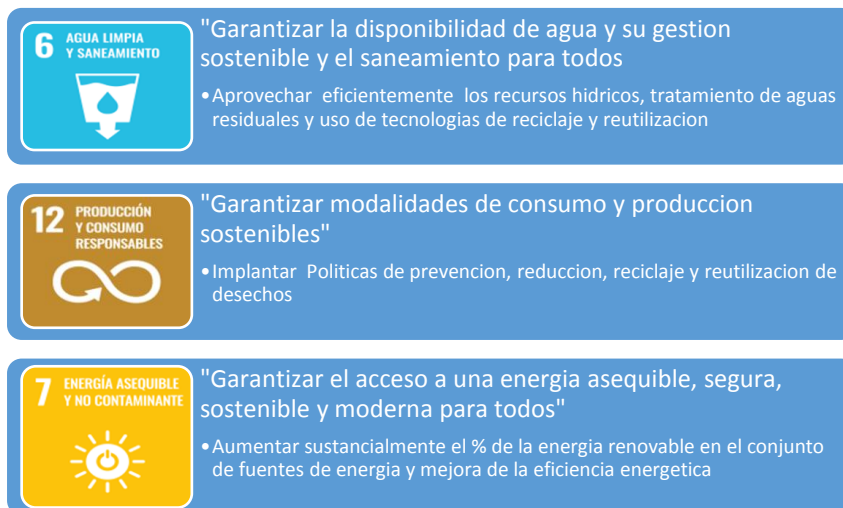 6 AGUA LIMPIA
Y SANEAMIENTO
"Garantizar la disponibilidad de agua y su gestion
sostenible y el saneamiento para todos
•Aprovechar eficientemente los recursos hidricos, tratamiento de aguas
residuales y uso de tecnologias de reciclaje y reutilizacion
12 PRODUCCIÓN
Y CONSUMO
RESPONSABLES
"Garantizar modalidades de consumo y produccion
sostenibles"
•Implantar Politicas de prevencion, reduccion, reciclaje y reutilizacion de
desechos
7 ENERGÍA ASEQUIBLE
Y NO CONTAMINANTE
"Garantizar el acceso a una energia asequible, segura,
sostenible y moderna para todos"
•Aumentar sustancialmente el % de la energia renovable en el conjunto
de fuentes de energia y mejora de la eficiencia energetica